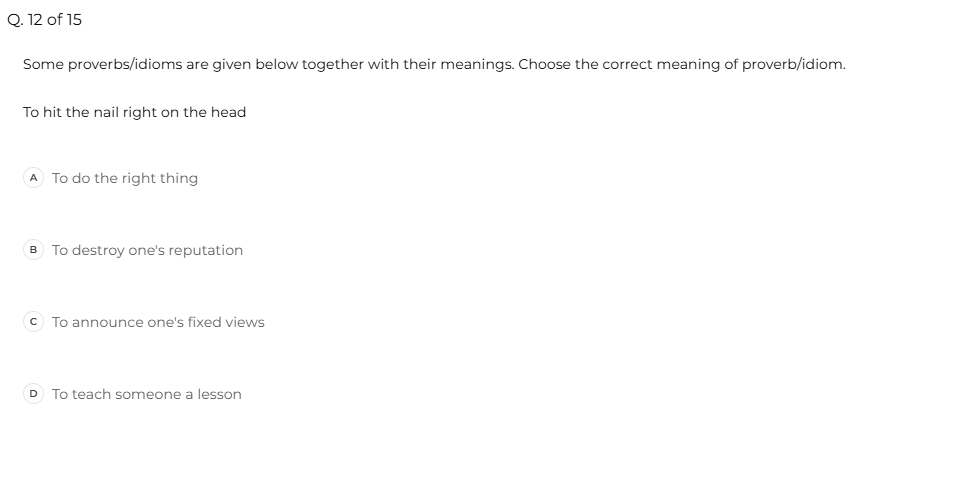 Q. 12 of 15
Some proverbs/idioms are given below together with their meanings. Choose the correct meaning of proverb/idiom.
To hit the nail right on the head
A To do the right thing
B To destroy one's reputation
C To announce one's fixed views
D To teach someone a lesson